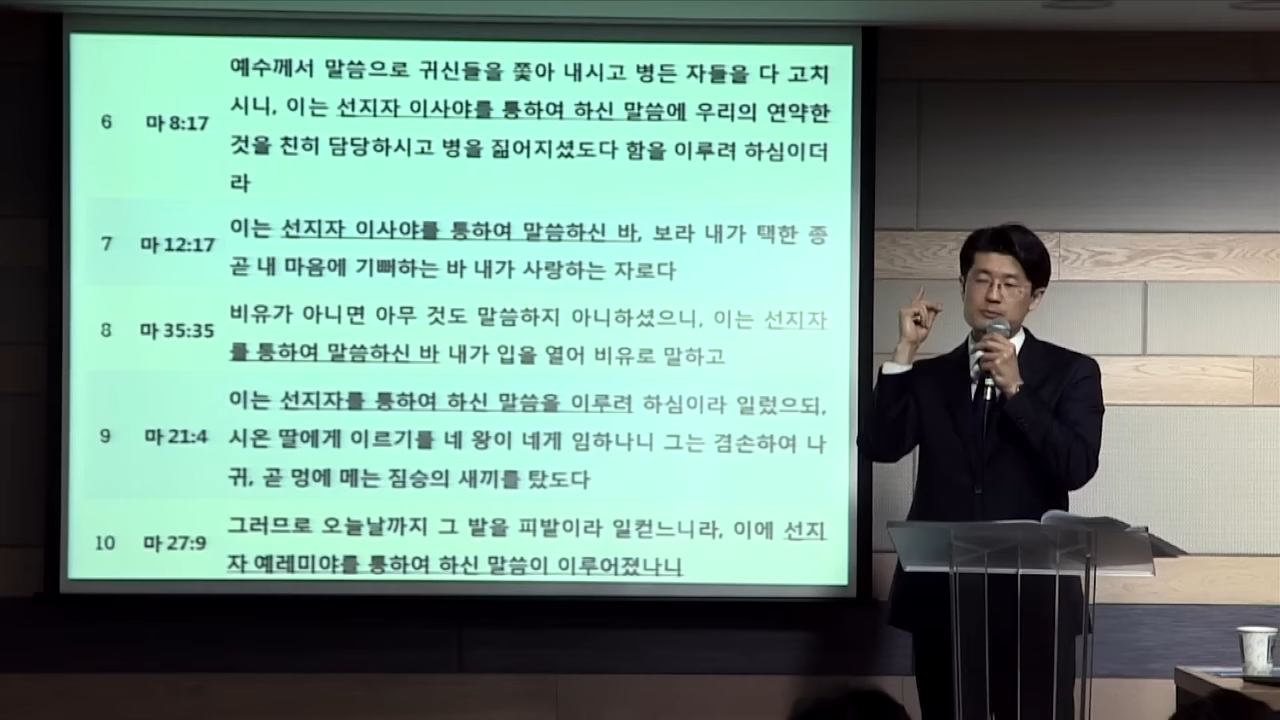 예수께서 말씀으로 귀신들을 쫓아 내시고 병든 자들을 다 고치
6 마 8:17 시니, 이는 선지자 이사야를 통하여 하신 말씀에 우리의 연약한
것을 친히 담당하시고 병을 짊어지셨도다 함을 이루려 하심이더
라
7 마 12:17 이는 선지자 이사야를 통하여 말씀하신 바, 보라 내가 택한 종
곧 내 마음에 기뻐하는 바 내가 사랑하는 자로다
8 마 35:35 비유가 아니면 아무 것도 말씀하지 아니하셨으니, 이는 선지자
를 통하여 말씀하신 바 내가 입을 열어 비유로 말하고
이는 선지자를 통하여 하신 말씀을 이루려 하심이라 일렀으되,
9 마 21:4 시온 딸에게 이르기를 네 왕이 네게 임하나니 그는 겸손하여 나
귀, 곧 멍에 메는 짐승의 새끼를 탔도다
10 마 27:9 그러므로 오늘날까지 그 밭을 피밭이라 일컫느니라, 이에 선지
자 예레미야를 통하여 하신 말씀이 이루어졌나니